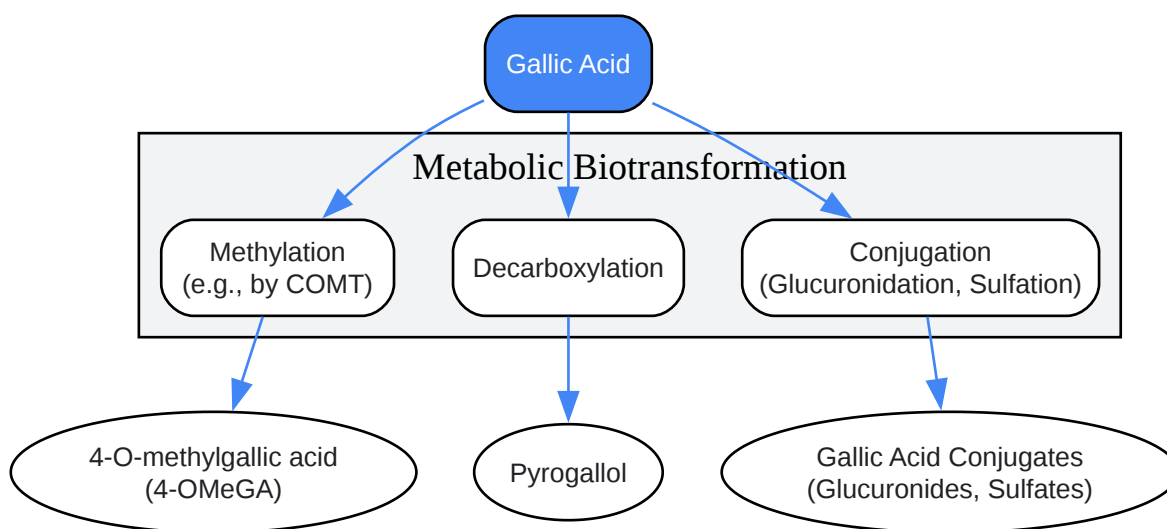 Gallic Acid
Metabolic Biotransformation
Methylation
(e.g., by COMT)
Decarboxylation
Conjugation
(Glucuronidation, Sulfation)
4-O-methylgallic acid
(4-OMeGA)
Pyrogallol
Gallic Acid Conjugates
(Glucuronides, Sulfates)